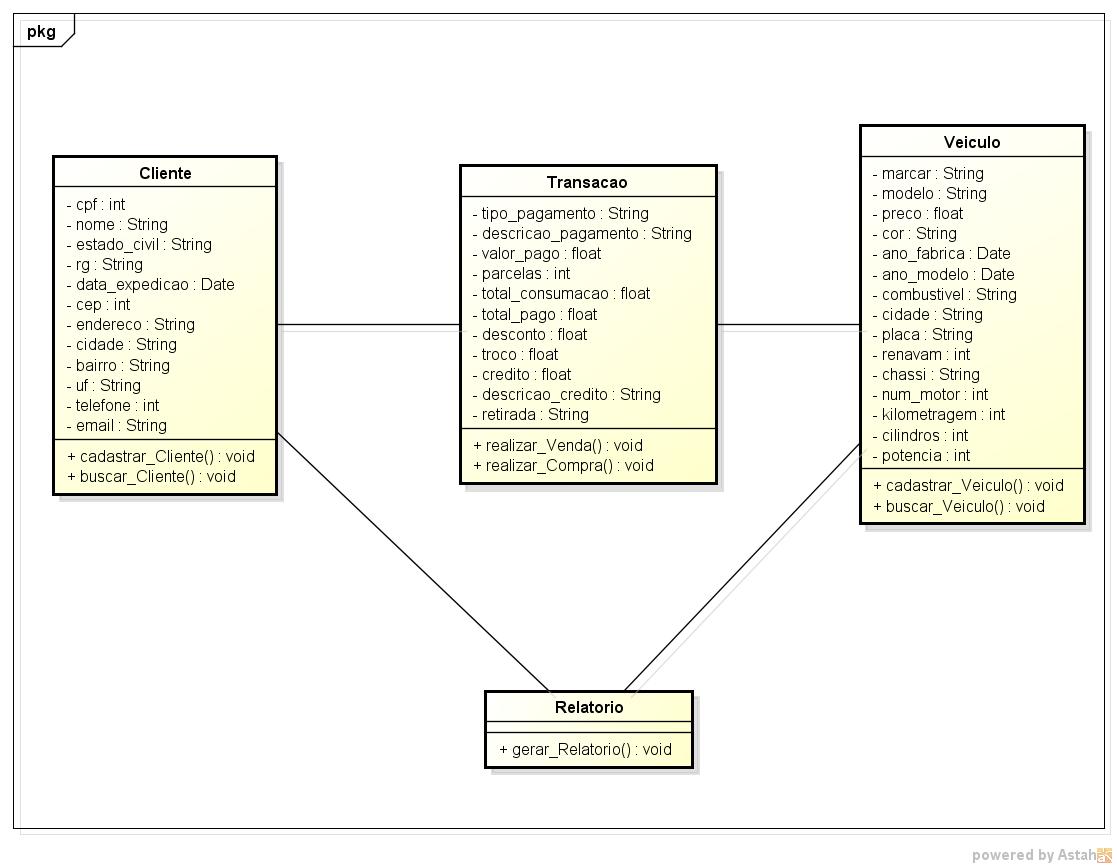 pkg
Cliente
- cpf : int
- nome : String
- estado_civil : String
- rg : String
- data_expedicao : Date
- cep : int
- endereco : String
- cidade : String
- bairro : String
- uf : String
- telefone : int
- email : String
+ cadastrar_Cliente() : void
+ buscar_Cliente() : void
Transacao
- tipo_pagamento : String
- descricao_pagamento : String
- valor_pago : float
- parcelas : int
- total_consumacao : float
- total_pago : float
- desconto : float
- troco : float
- credito : float
- descricao_credito : String
- retirada : String
+ realizar_Venda() : void
+ realizar_Compra() : void
Veiculo
- marcar : String
- modelo : String
- preco : float
- cor : String
- ano_fabrica : Date
- ano_modelo : Date
- combustivel : String
- cidade : String
- placa : String
- renavam : int
- chassi : String
- num_motor : int
- kilometragem : int
- cilindros : int
- potencia : int
+ cadastrar_Veiculo() : void
+ buscar_Veiculo() : void
Relatorio
+ gerar_Relatorio() : void
powered by Astah